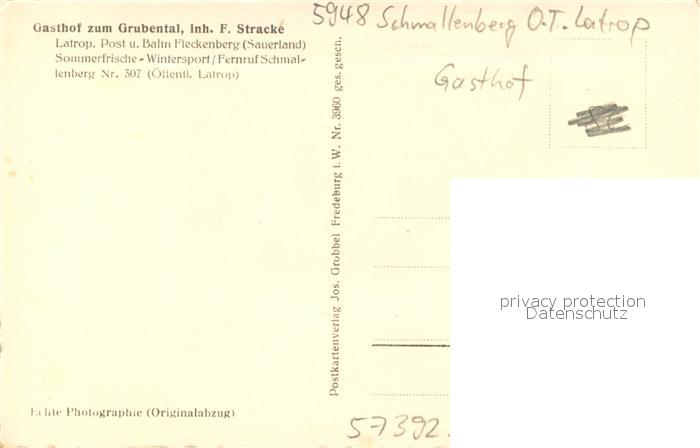 Gasthof zum Grubental, Inh. F. Stracke
Latrop. Post u. Bahn Fleckenberg (Sauerland)
Sommerfrische - Wintersport / Fernruf Schmal-
lenberg Nr. 307 (Öffentl. Latrop)
5948 Schmallenberg O.T. Latrop
Gasthof
Postkartenverlag Jos. Grobbel Fredeburg i. W. Nr. 3960 ges. gesch.
privacy protection
Datenschutz
Echte Photographie (Originalabzug)
57392